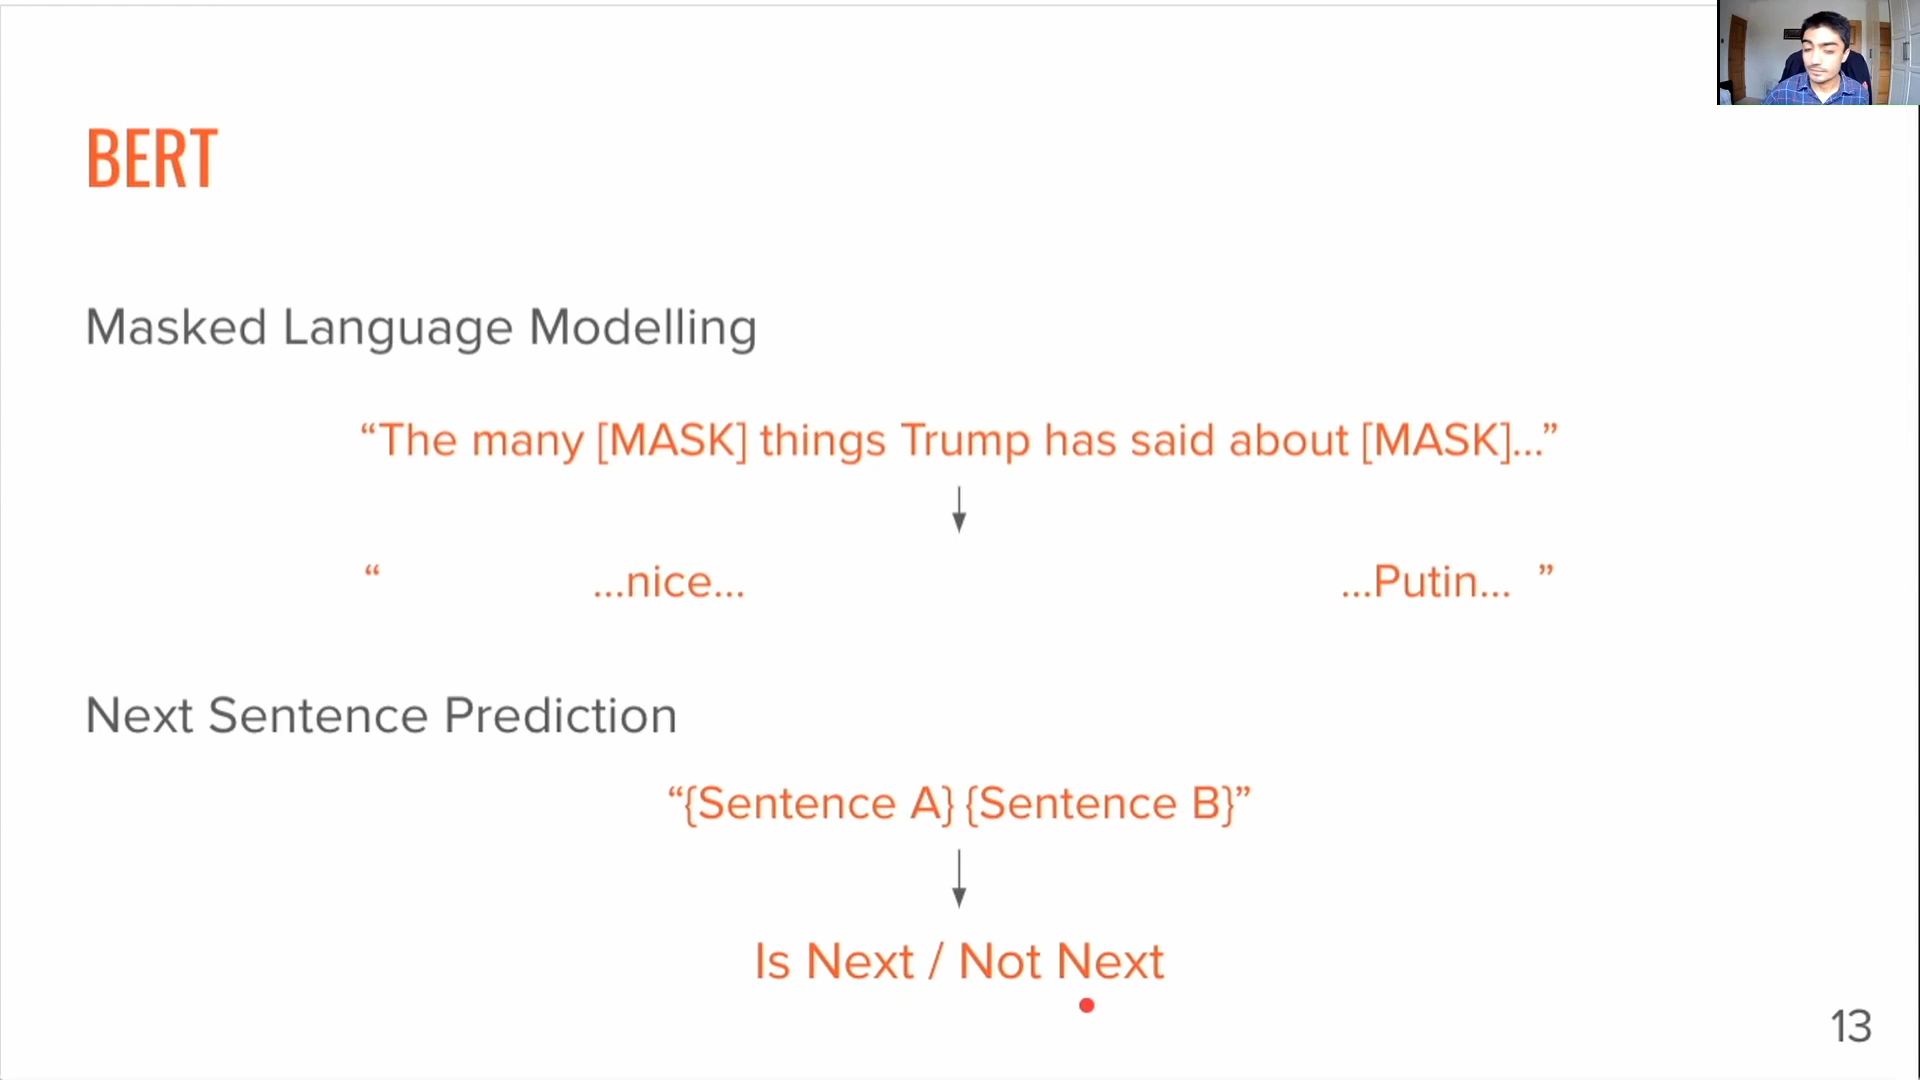 BERT
Masked Language Modelling
“The many [MASK] things Trump has said about [MASK]...”
“ ...nice... ...Putin... ”
Next Sentence Prediction
“{Sentence A} {Sentence B}”
Is Next / Not Next
13